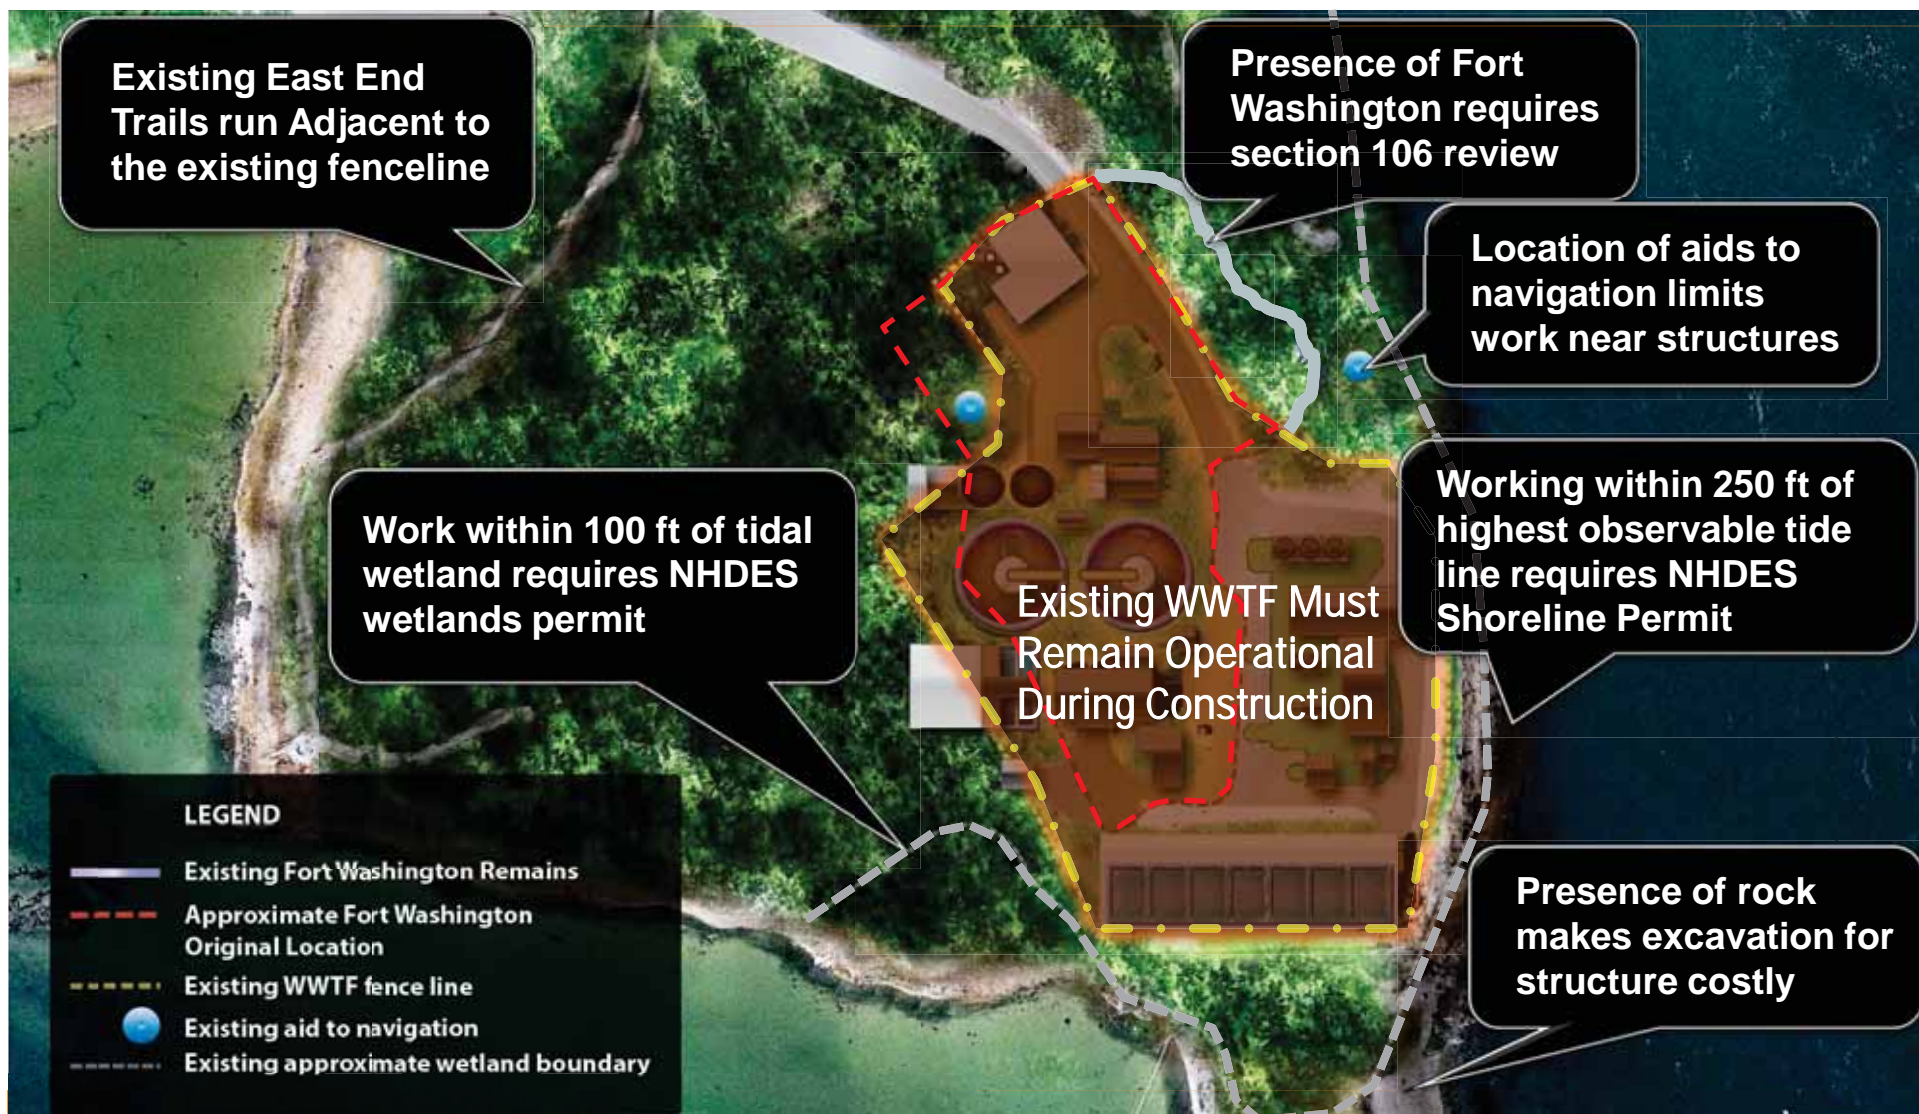 Existing East End
Trails run Adjacent to
the existing fenceline
Presence of Fort
Washington requires
section 106 review
Location of aids to
navigation limits
work near structures
Work within 100 ft of tidal
wetland requires NHDES
wetlands permit
Working within 250 ft of
highest observable tide
line requires NHDES
Shoreline Permit
Existing WWTF Must
Remain Operational
During Construction
Presence of rock
makes excavation for
structure costly
LEGEND
Existing Fort Washington Remains
Approximate Fort Washington
Original Location
Existing WWTF fence line
Existing aid to navigation
Existing approximate wetland boundary